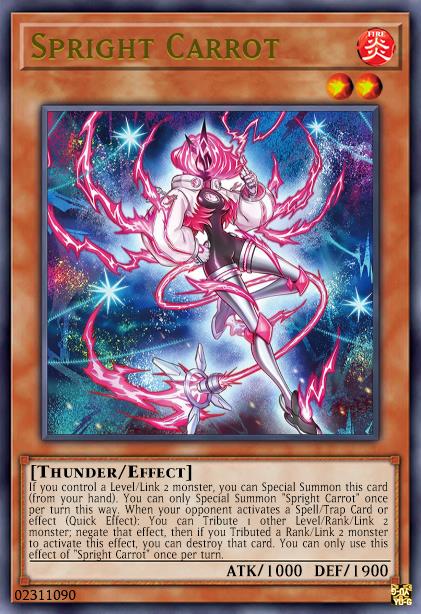 SPRIGHT CARROT
FIRE
炎
[THUNDER/EFFECT]
If you control a Level/Link 2 monster, you can Special Summon this card
(from your hand). You can only Special Summon "Spright Carrot" once
per turn this way. When your opponent activates a Spell/Trap Card or
effect (Quick Effect): You can Tribute 1 other Level/Rank/Link 2
monster; negate that effect, then if you Tributed a Rank/Link 2 monster
to activate this effect, you destroy that card. You can only use this
effect of "Spright Carrot" once per turn.
ATK/1000 DEF/1900
02311090